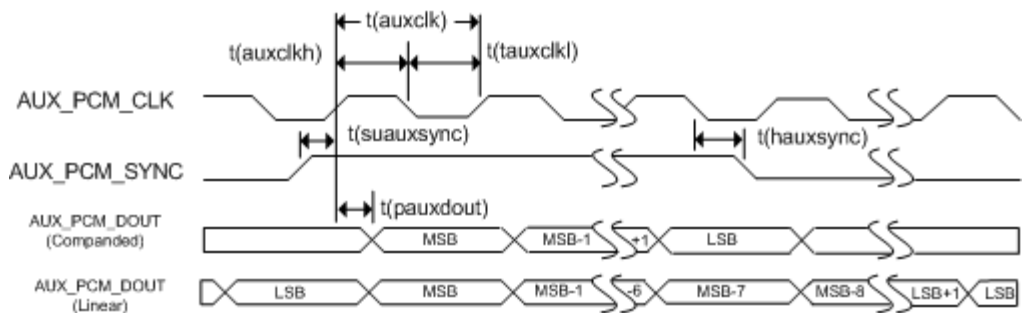 t(auxclk)
t(auxclkh)
t(tauxclkl)
AUX_PCM_CLK
t(suauxsync)
t(hauxsync)
AUX_PCM_SYNC
t(pauxdout)
AUX_PCM_DOUT
(Companded)
MSB
MSB-1
+1
LSB
AUX_PCM_DOUT
(Linear)
LSB
MSB
MSB-1
-6
MSB-7
MSB-8
LSB+1
LSB